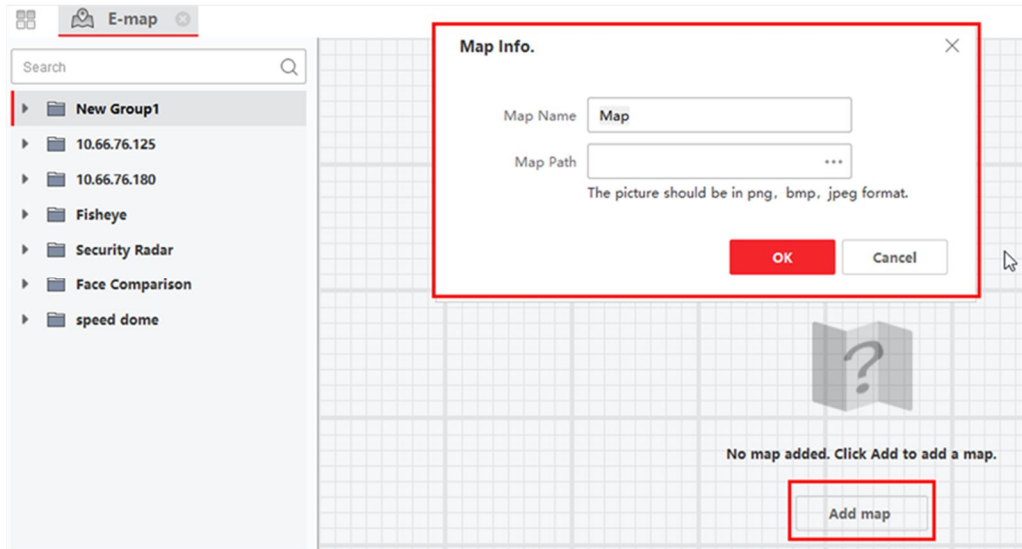 E-map
Search
New Group1
10.66.76.125
10.66.76.180
Fisheye
Security Radar
Face Comparison
speed dome
Map Info.
Map Name Map
Map Path ...
The picture should be in png, bmp, jpeg format.
OK Cancel
No map added. Click Add to add a map.
Add map